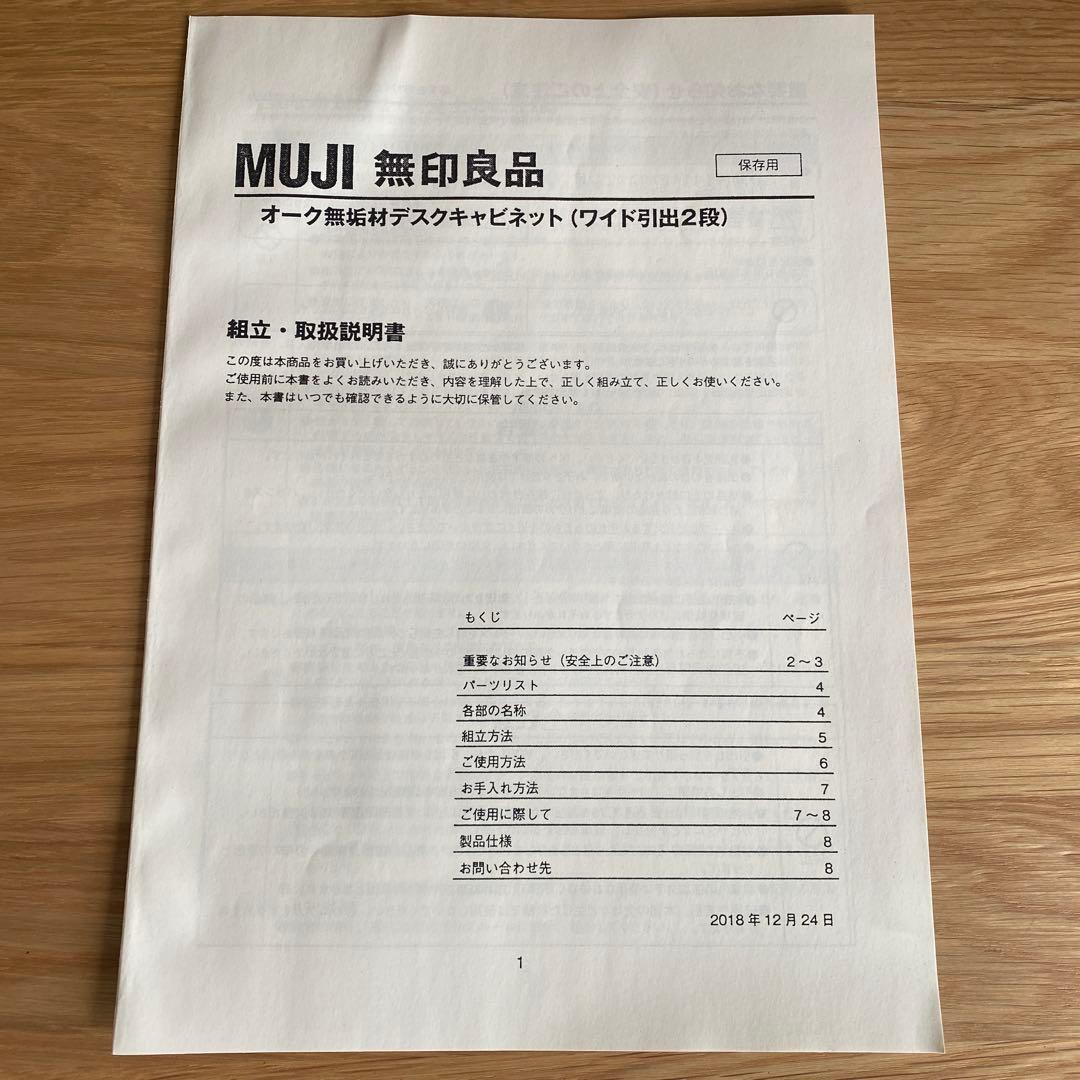 MUJI 無印良品
保存用
オーク無垢材デスクキャビネット（ワイド引出2段）
組立・取扱説明書
この度は本商品をお買い上げいただき、誠にありがとうございます。
ご使用前に本書をよくお読みいただき、内容を理解した上で、正しく組み立て、正しくお使いください。
また、本書はいつでも確認できるように大切に保管してください。
もくじ ページ
重要なお知らせ（安全上のご注意） 2～3
パーツリスト 4
各部の名称 4
組立方法 5
ご使用方法 6
お手入れ方法 7
ご使用に際して 7～8
製品仕様 8
お問い合わせ先 8
2018年12月24日
1